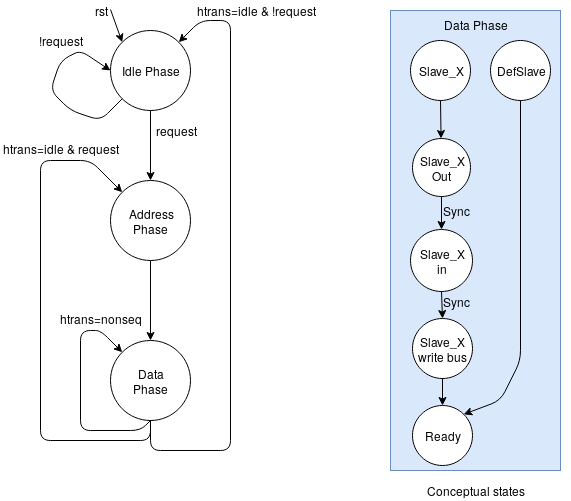 rst
htrans=idle & !request
!request
Idle Phase
request
htrans=idle & request
Address
Phase
htrans=nonseq
Data
Phase
Data Phase
Slave_X
DefSlave
Slave_X
Out
Sync
Slave_X
in
Sync
Slave_X
write bus
Ready
Conceptual states